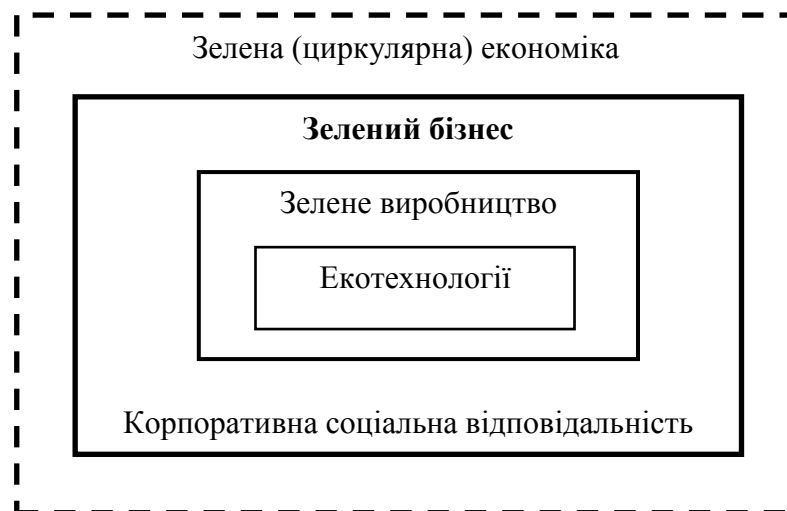 Зелена (циркулярна) економіка
Зелений бізнес
Зелене виробництво
Екотехнології
Корпоративна соціальна відповідальність